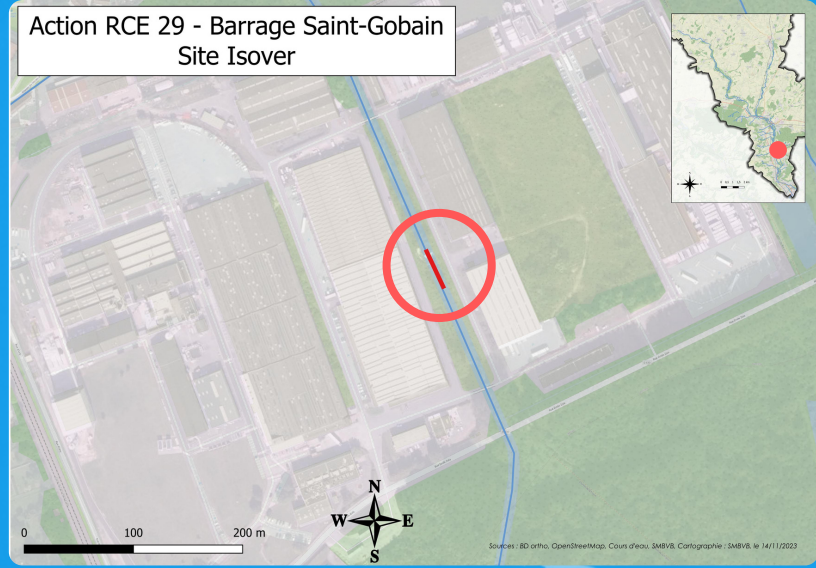 Action RCE 29 - Barrage Saint-Gobain
Site Isover
N
W E
S
0 100 200 m
Sources : BD ortho, OpenStreetMap, Cours d'eau, SMBVB, Cartographie : SMBVB, le 14/11/2023